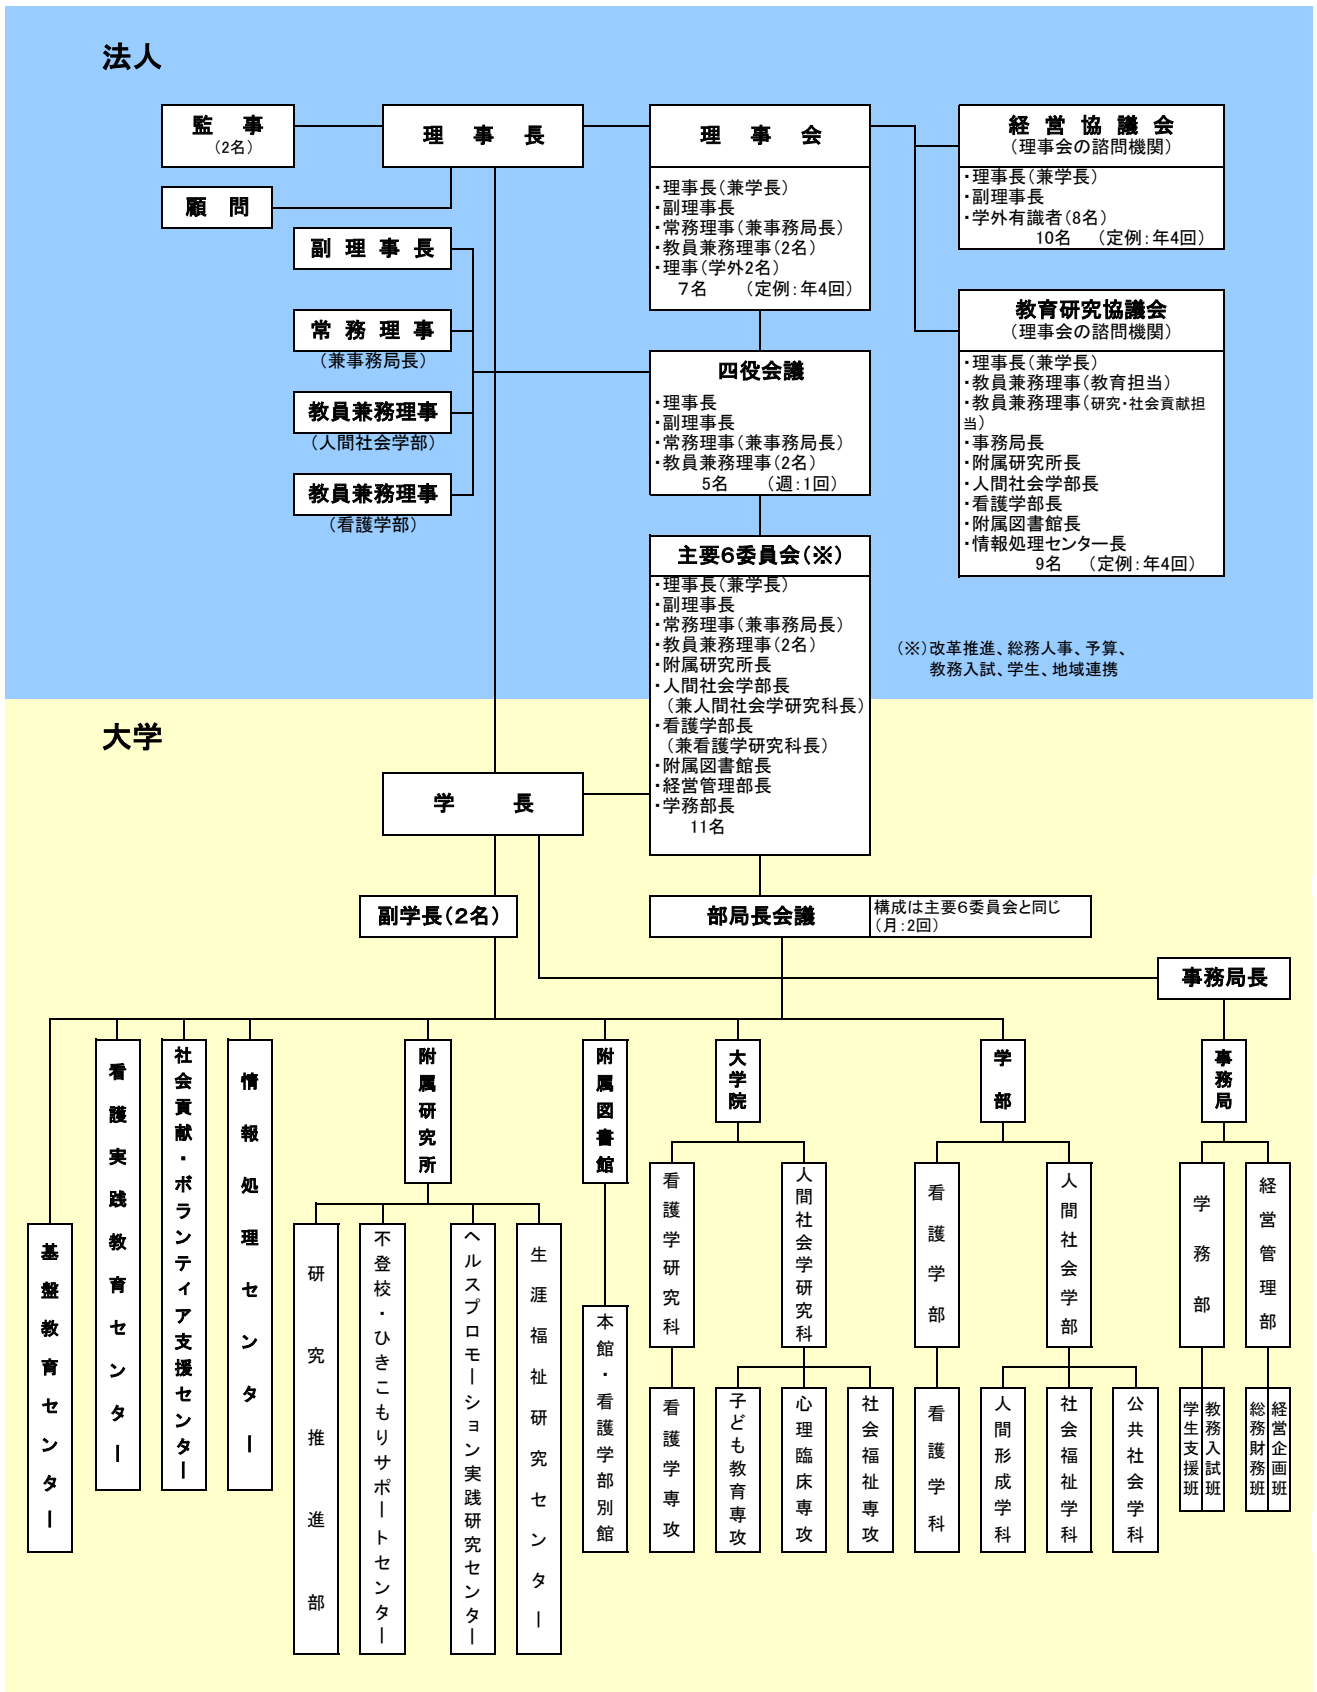 法人
監　事
（2名）
理　事　長
理　事　会
・理事長（兼学長）
・副理事長
・常務理事（兼事務局長）
・教員兼務理事（2名）
・理事（学外2名）
７名　（定例：年4回）
経 営 協 議 会
（理事会の諮問機関）
・理事長（兼学長）
・副理事長
・学外有識者（8名）
10名　（定例：年4回）
顧　問
副 理 事 長
常 務 理 事
（兼事務局長）
教員兼務理事
（人間社会学部）
教員兼務理事
（看護学部）
四役会議
・理事長
・副理事長
・常務理事（兼事務局長）
・教員兼務理事（2名）
5名　（週：1回）
教育研究協議会
（理事会の諮問機関）
・理事長（兼学長）
・教員兼務理事（教育担当）
・教員兼務理事（研究・社会貢献担
当）
・事務局長
・附属研究所長
・人間社会学部長
・看護学部長
・附属図書館長
・情報処理センター長
9名　（定例：年4回）
主要６委員会（※）
・理事長（兼学長）
・副理事長
・常務理事（兼事務局長）
・教員兼務理事（2名）
・附属研究所長
・人間社会学部長
（兼人間社会学研究科長）
・看護学部長
（兼看護学研究科長）
・附属図書館長
・経営管理部長
・学務部長
11名
（※）改革推進、総務人事、予算、
教務入試、学生、地域連携
大学
学　長
副学長（２名）
部局長会議
構成は主要６委員会と同じ
（月：2回）
事務局長
基盤教育センター
看護実践教育センター
社会貢献・ボランティア支援センター
情報処理センター
附属研究所
附属図書館
大学院
学部
事務局
研究推進部
不登校・ひきこもりサポートセンター
ヘルスプロモーション実践研究センター
生涯福祉研究センター
本館・看護学部別館
看護学研究科
人間社会学研究科
看護学部
人間社会学部
学務部
経営管理部
看護学専攻
子ども教育専攻
心理臨床専攻
社会福祉専攻
看護学科
人間形成学科
社会福祉学科
公共社会学科
学生支援班
教務入試班
総務財務班
経営企画班